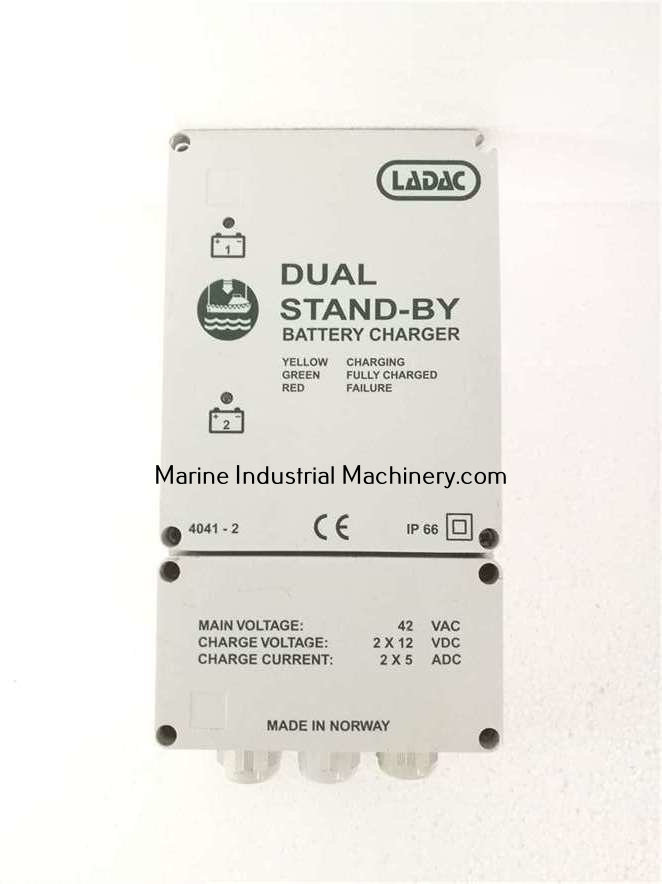 LADAC
1
DUAL
STAND-BY
BATTERY CHARGER
YELLOW CHARGING
GREEN FULLY CHARGED
RED FAILURE
2
Marine Industrial Machinery.com
4041 - 2 CE IP 66
MAIN VOLTAGE: 42 VAC
CHARGE VOLTAGE: 2 X 12 VDC
CHARGE CURRENT: 2 X 5 ADC
MADE IN NORWAY